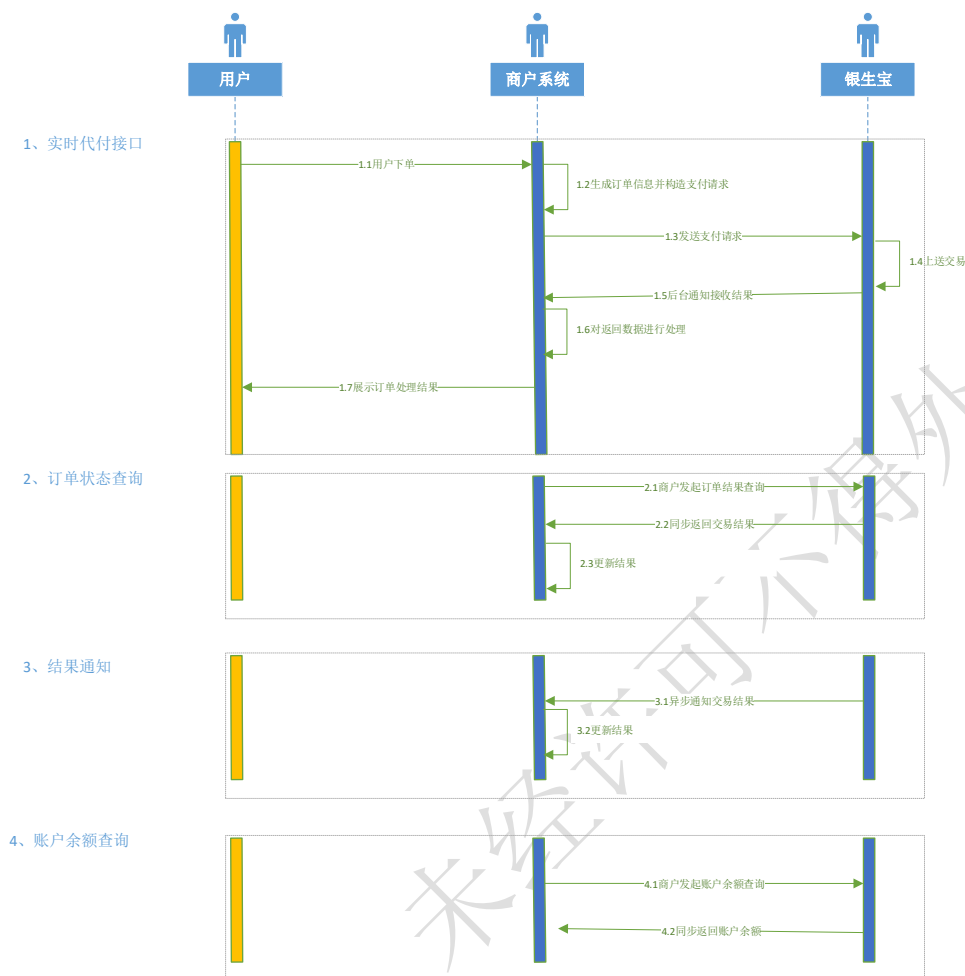 用户
商户系统
银生宝
1、实时代付接口
1.1用户下单
1.2生成订单信息并构造支付请求
1.3发送支付请求
1.4上送交易
1.5后台通知接收结果
1.6对返回数据进行处理
1.7展示订单处理结果
2、订单状态查询
2.1商户发起订单结果查询
2.2同步返回交易结果
2.3更新结果
3、结果通知
3.1异步通知交易结果
3.2更新结果
4、账户余额查询
4.1商户发起账户余额查询
4.2同步返回账户余额
未经许可不得外